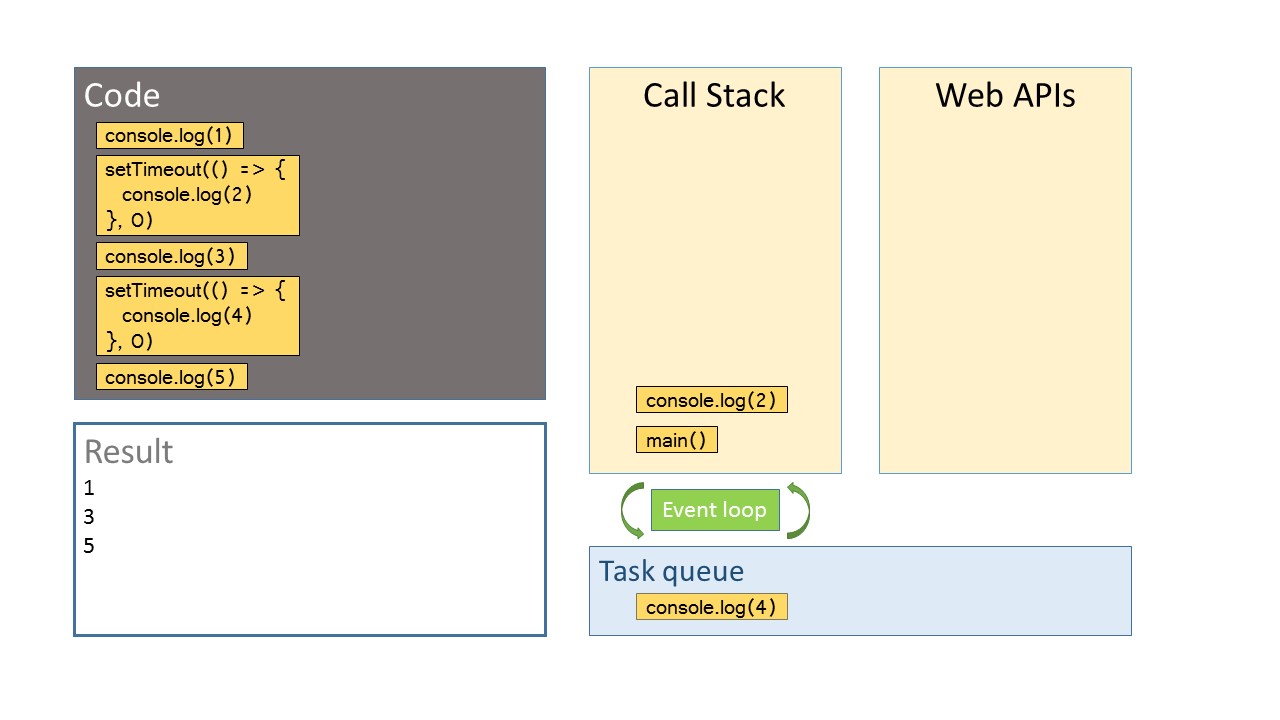 Code
console.log(1)
setTimeout(() => {
console.log(2)
}, 0)
console.log(3)
setTimeout(() => {
console.log(4)
}, 0)
console.log(5)
Result
1
3
5
Call Stack
console.log(2)
main()
Web APIs
Event loop
Task queue
console.log(4)